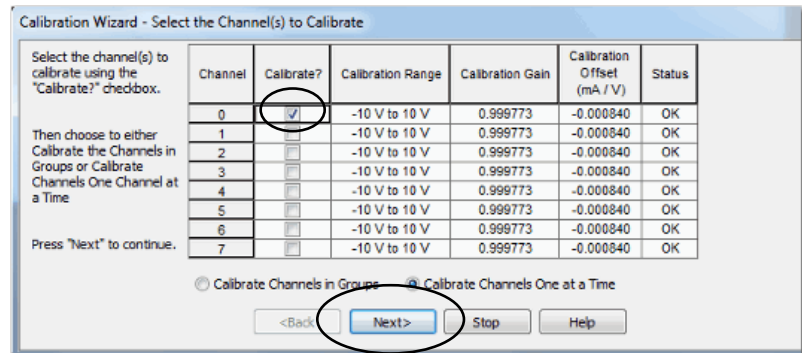 Calibration Wizard - Select the Channel(s) to Calibrate
Select the channel(s) to
calibrate using the
"Calibrate?" checkbox.
Then choose to either
Calibrate the Channels in
Groups or Calibrate
Channels One Channel at
a Time
Press "Next" to continue.
Channel Calibrate? Calibration Range Calibration Gain Calibration Offset (mA / V) Status
0 -10 V to 10 V 0.999773 -0.000840 OK
1 -10 V to 10 V 0.999773 -0.000840 OK
2 -10 V to 10 V 0.999773 -0.000840 OK
3 -10 V to 10 V 0.999773 -0.000840 OK
4 -10 V to 10 V 0.999773 -0.000840 OK
5 -10 V to 10 V 0.999773 -0.000840 OK
6 -10 V to 10 V 0.999773 -0.000840 OK
7 -10 V to 10 V 0.999773 -0.000840 OK
Calibrate Channels in Groups Calibrate Channels One at a Time
<Back Next> Stop Help